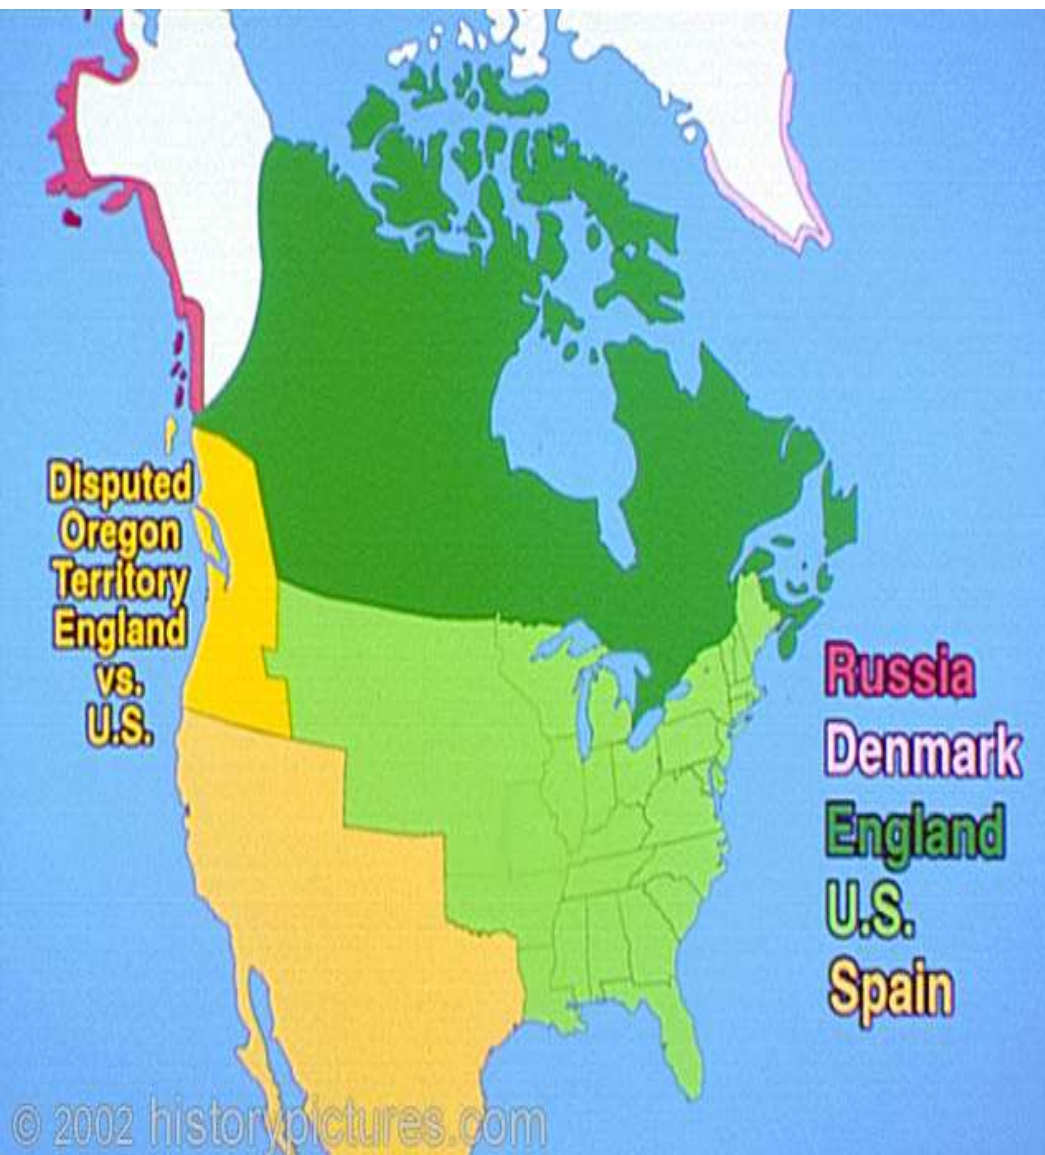 Disputed
Oregon
Territory
England
vs.
U.S.
Russia
Denmark
England
U.S.
Spain
© 2002 historypictures.com